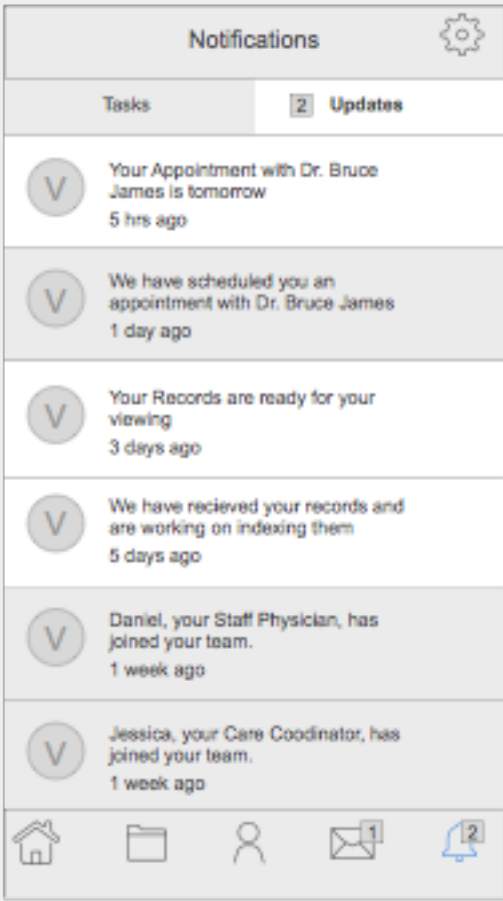 Notifications
Tasks
2 Updates
V
Your Appointment with Dr. Bruce
James is tomorrow
5 hrs ago
V
We have scheduled you an
appointment with Dr. Bruce James
1 day ago
V
Your Records are ready for your
viewing
3 days ago
V
We have recieved your records and
are working on indexing them
5 days ago
V
Daniel, your Staff Physician, has
joined your team.
1 week ago
V
Jessica, your Care Coodinator, has
joined your team.
1 week ago
1
2